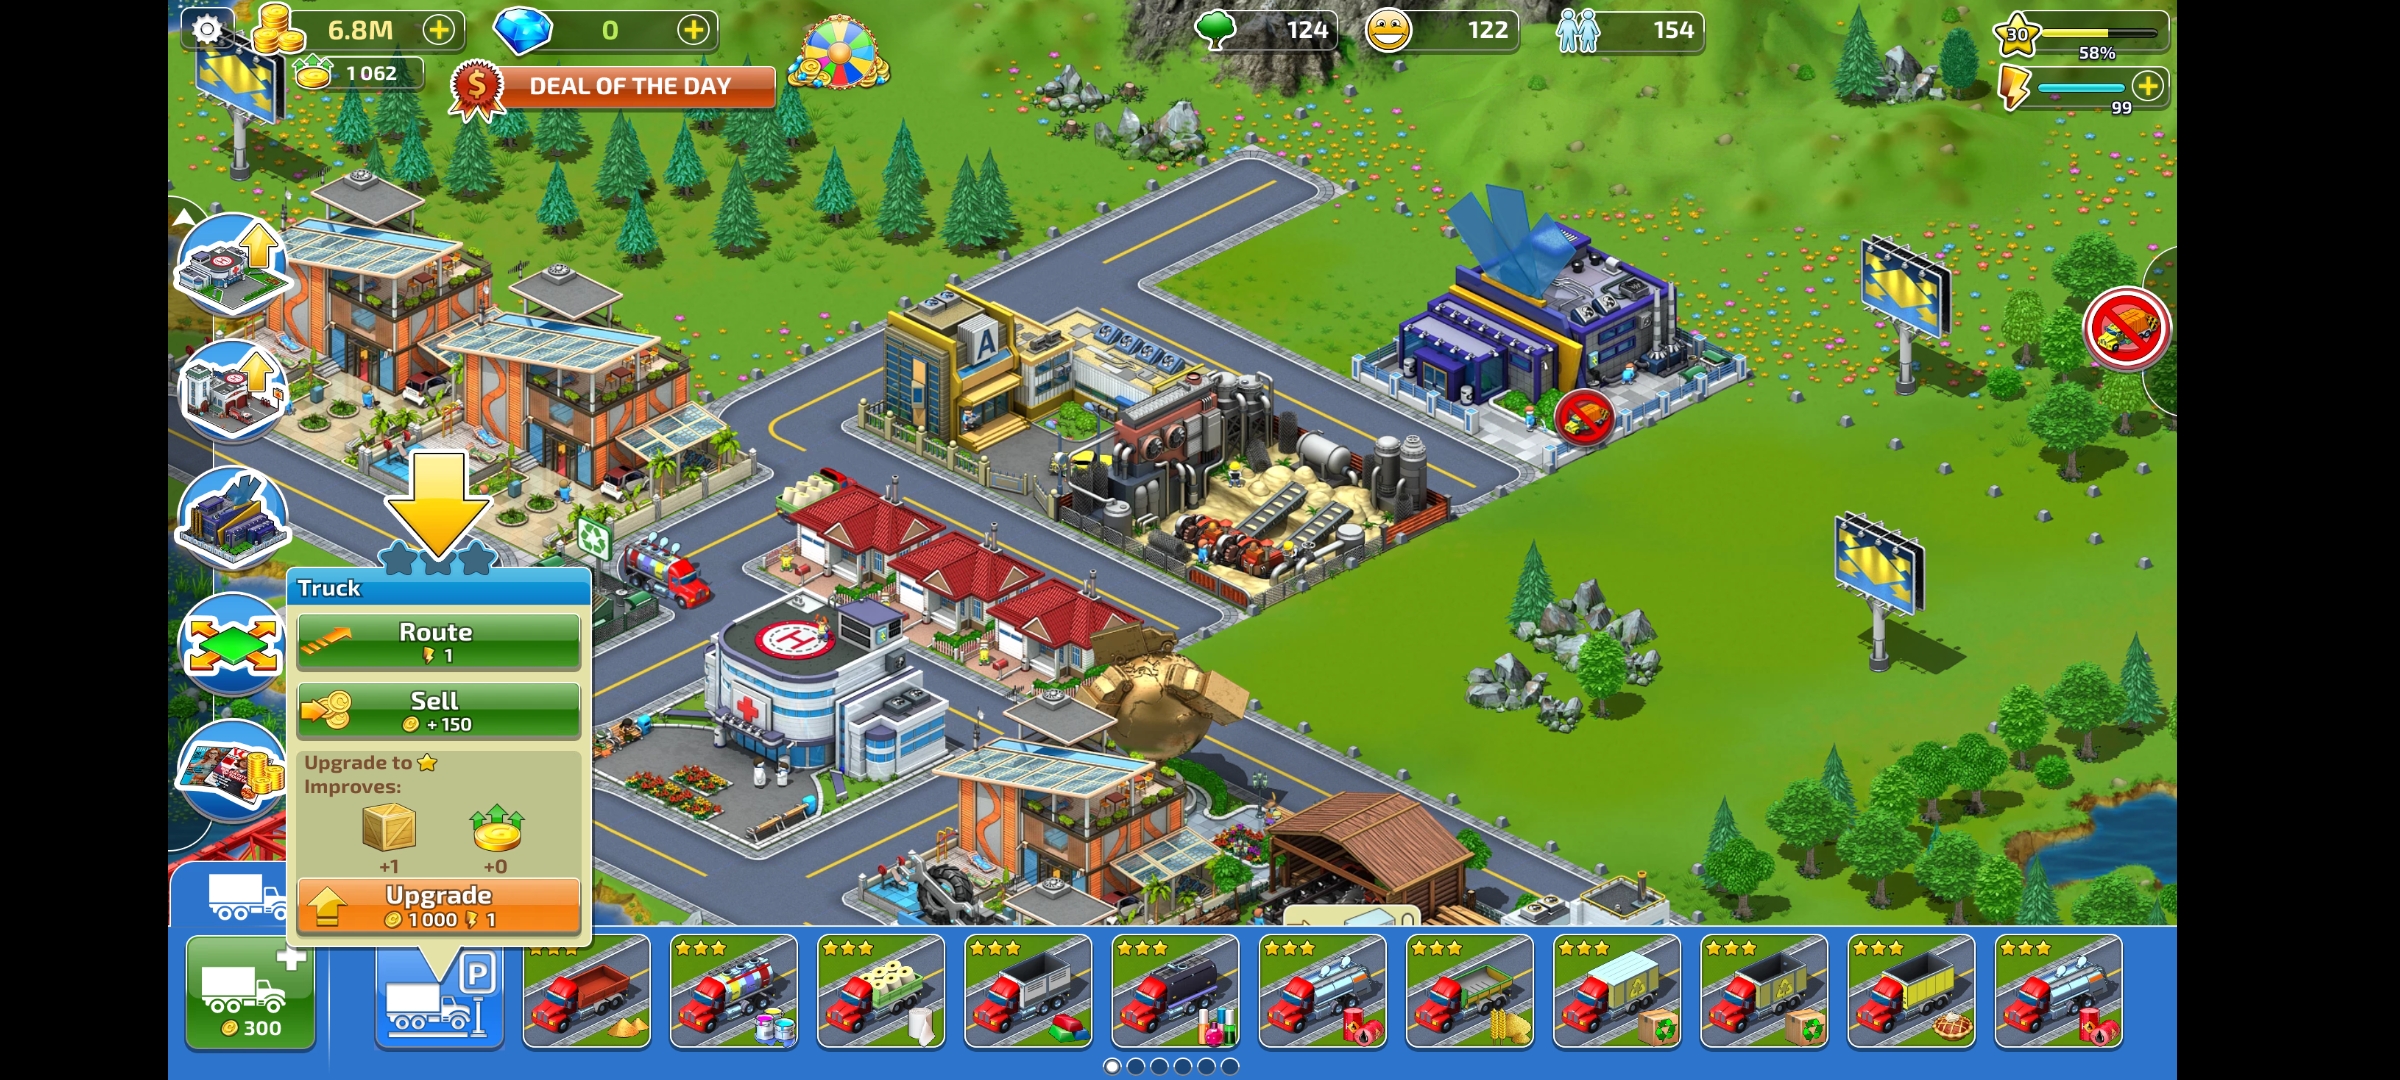 6.8M
0
124
122
154
30
58%
1 062
DEAL OF THE DAY
99
A
H
Truck
Route
1
Sell
+ 150
Upgrade to
Improves:
+1
+0
Upgrade
1 000 1
P
300